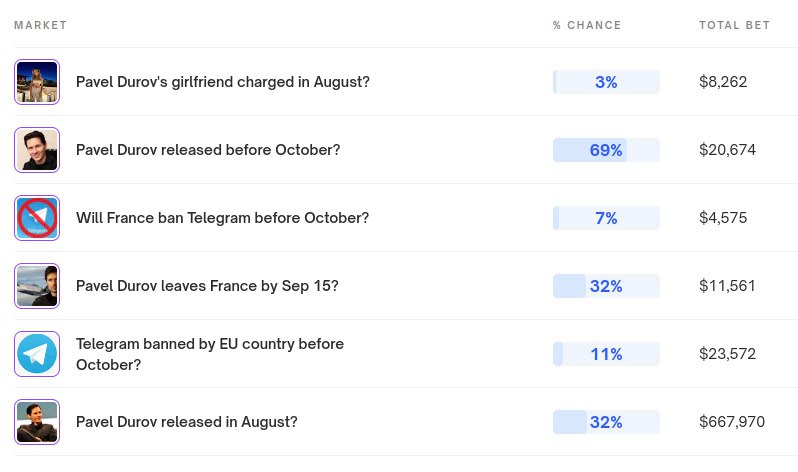 MARKET % CHANCE TOTAL BET
Pavel Durov's girlfriend charged in August? 3% $8,262
Pavel Durov released before October? 69% $20,674
Will France ban Telegram before October? 7% $4,575
Pavel Durov leaves France by Sep 15? 32% $11,561
Telegram banned by EU country before
October? 11% $23,572
Pavel Durov released in August? 32% $667,970